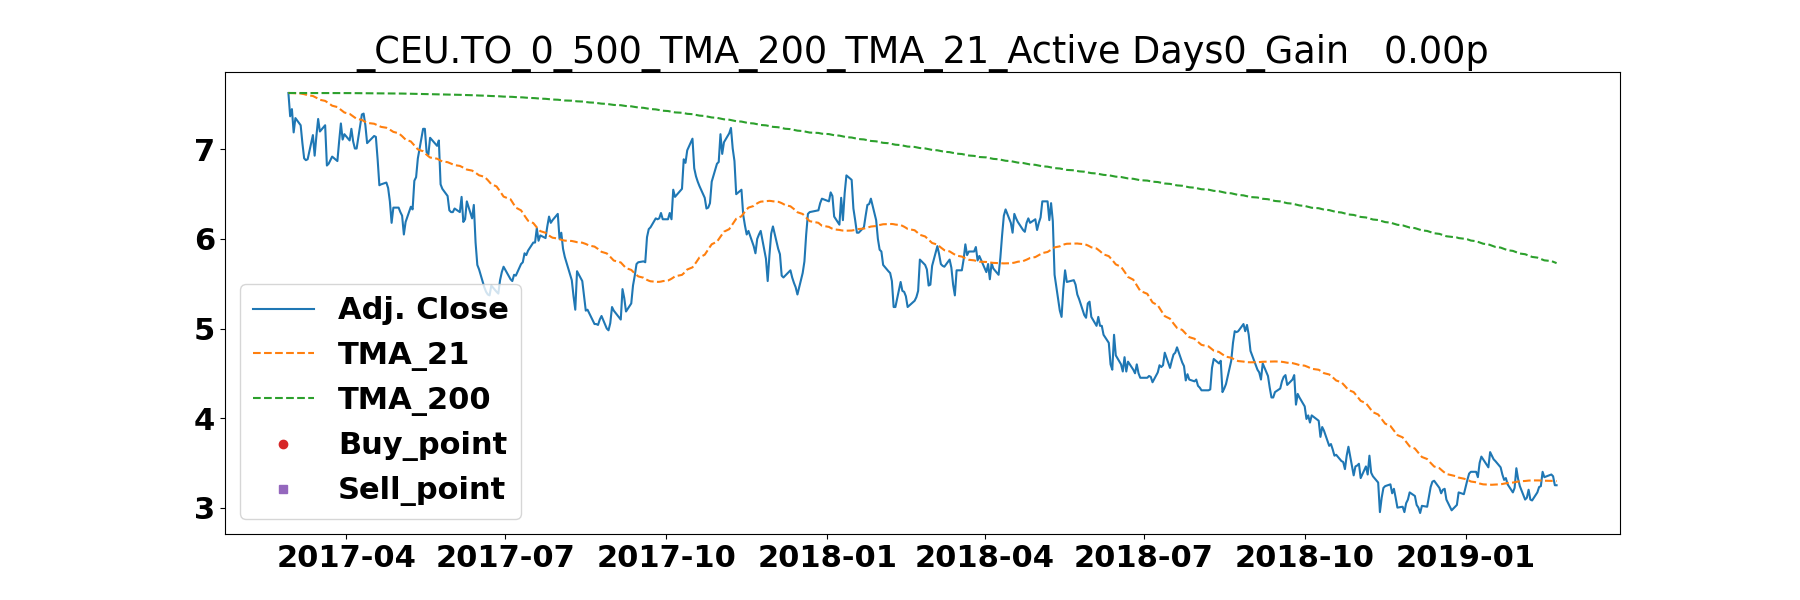 _CEU.TO_0_500_TMA_200_TMA_21_Active Days0_Gain   0.00p
7
6
5
4
3
Adj. Close
TMA_21
TMA_200
Buy_point
Sell_point
2017-04 2017-07 2017-10 2018-01 2018-04 2018-07 2018-10 2019-01